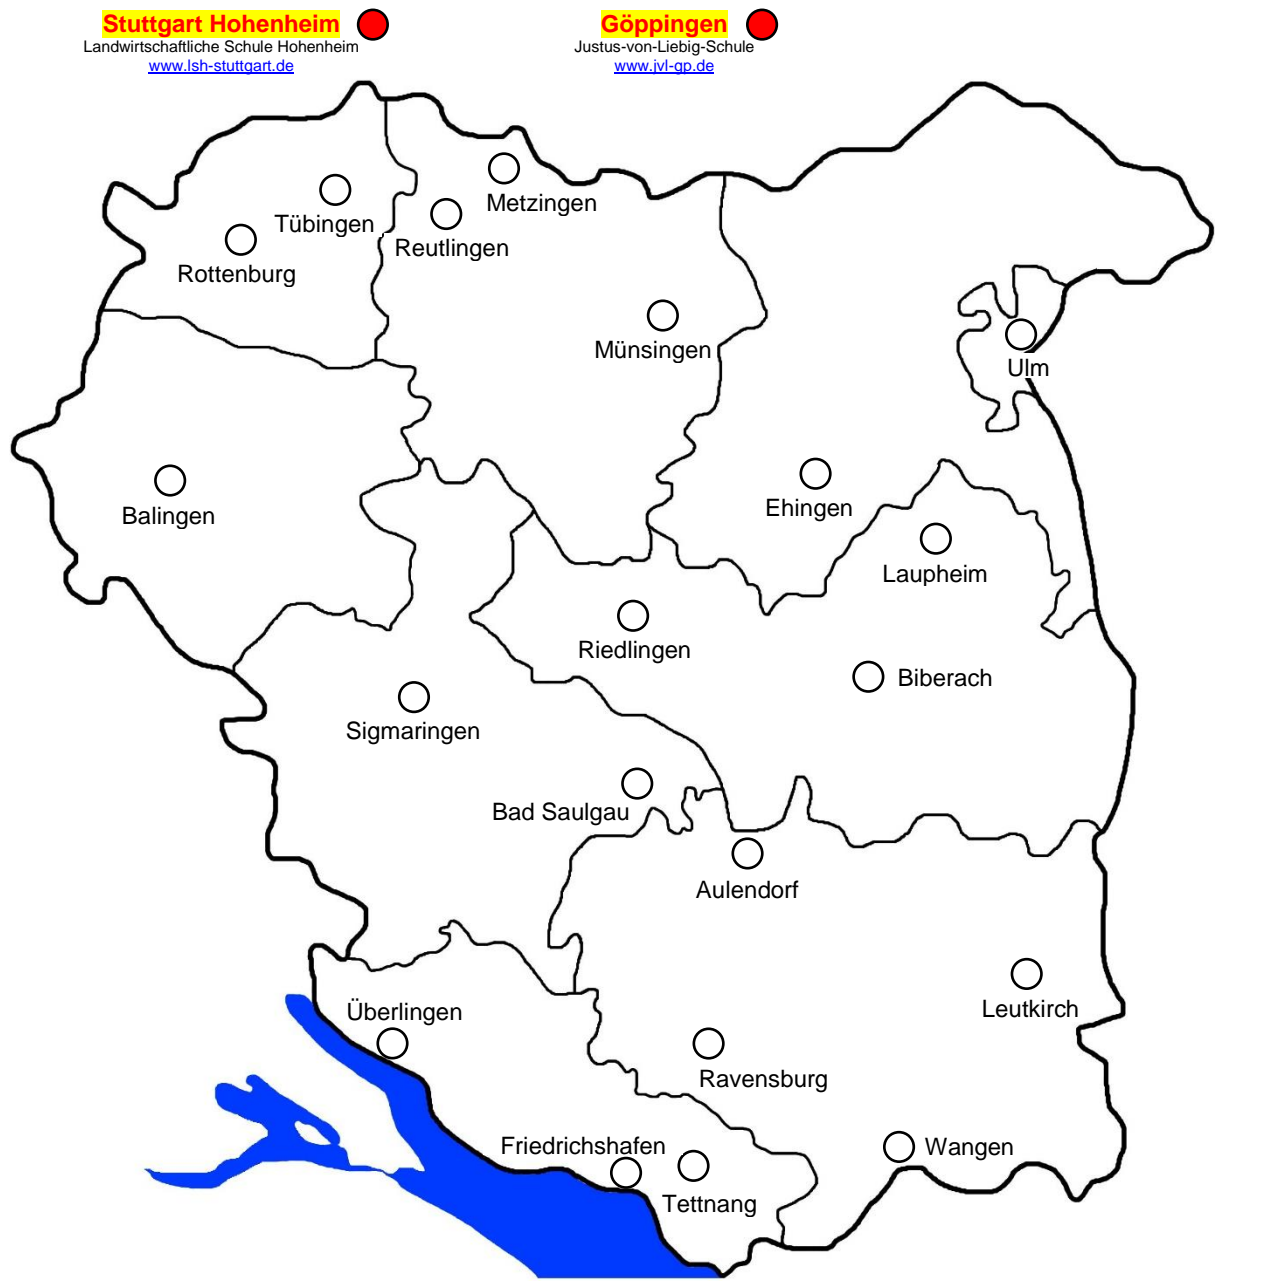 Stuttgart Hohenheim
Landwirtschaftliche Schule Hohenheim
www.lsh-stuttgart.de
Göppingen
Justus-von-Liebig-Schule
www.jvl-gp.de
Metzingen
Tübingen
Reutlingen
Rottenburg
Münsingen
Ulm
Balingen
Ehingen
Laupheim
Riedlingen
Biberach
Sigmaringen
Bad Saulgau
Aulendorf
Leutkirch
Überlingen
Ravensburg
Friedrichshafen
Wangen
Tettnang